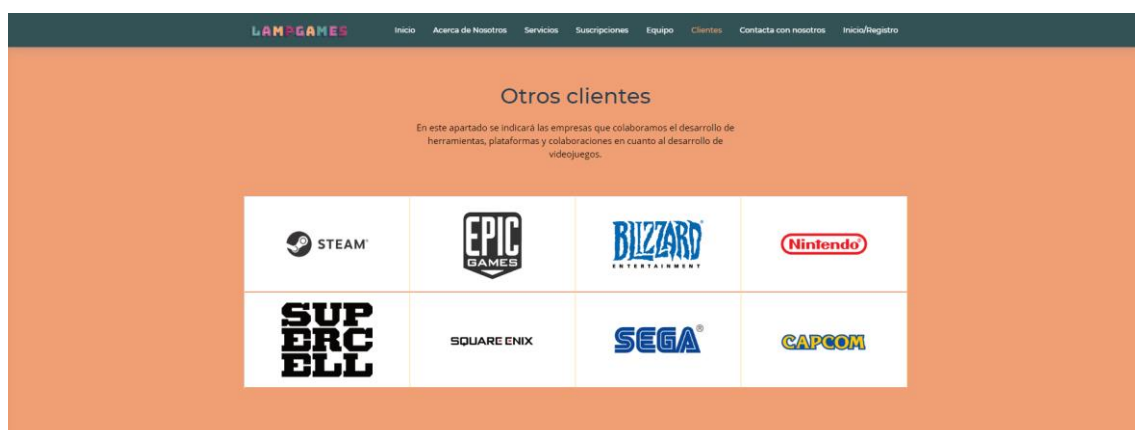 LAMPGAMES Inicio Acerca de Nosotros Servicios Suscripciones Equipo Clientes Contacta con nosotros Inicio/Registro
Otros clientes
En este apartado se indicará las empresas que colaboramos el desarrollo de
herramientas, plataformas y colaboraciones en cuanto al desarrollo de
videojuegos.
STEAM
EPIC
GAMES
BLIZZARD
ENTERTAINMENT
Nintendo
SUP
ERC
ELL
SQUARE ENIX
SEGA
CAPCOM